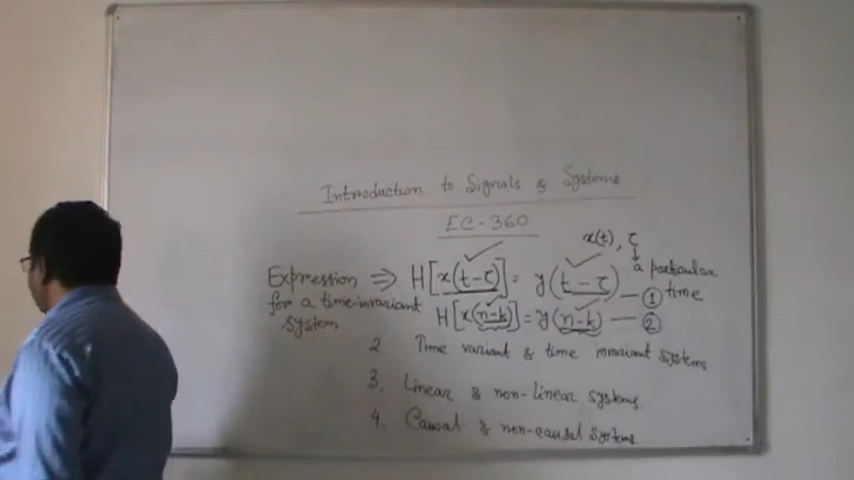 Introduction to Signals & Systems
EC-360
x(t), τ
Expression ⇒ H[x(t-τ)] = y(t-τ) — ① a particular time
for a time-invariant system
H[x(n-k)] = y(n-k) — ②
2 Time variant & time invariant systems
3. Linear & non-linear systems.
4. Causal & non-causal systems